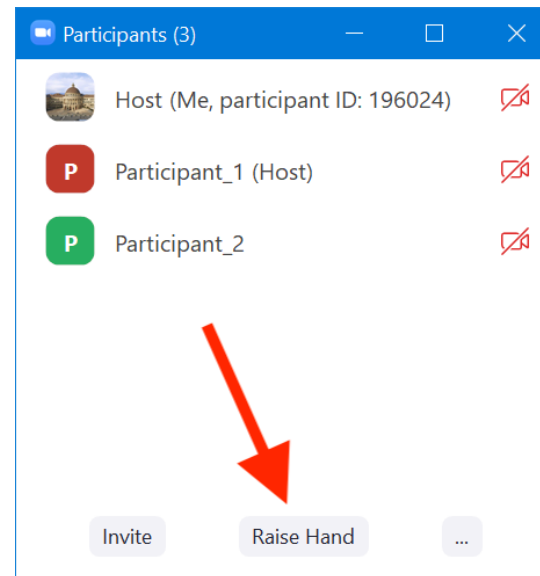 Participants (3)
Host (Me, participant ID: 196024)
P Participant_1 (Host)
P Participant_2
Invite Raise Hand ...